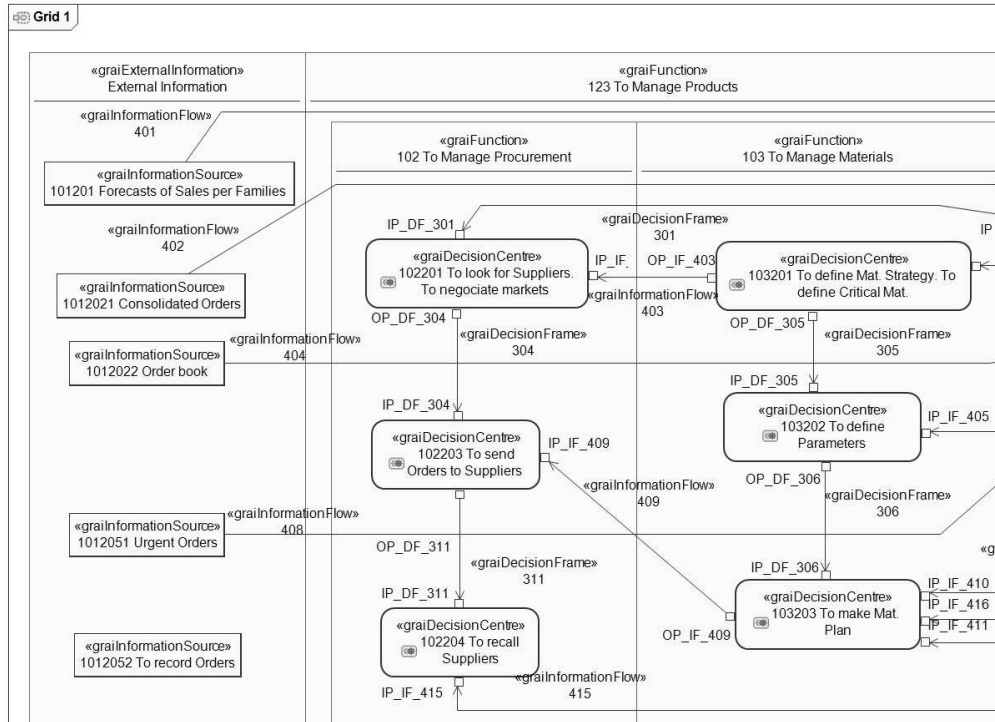 Grid 1
«graiExternalInformation»
External Information
«graiFunction»
123 To Manage Products
«graiInformationFlow»
401
«graiFunction»
102 To Manage Procurement
«graiFunction»
103 To Manage Materials
«graiInformationSource»
101201 Forecasts of Sales per Families
«graiInformationFlow»
402
IP_DF_301
«graiDecisionFrame»
301
IP
«graiDecisionCentre»
102201 To look for Suppliers.
To negotiate markets
IP_IF.
OP_IF_403
«graiDecisionCentre»
103201 To define Mat. Strategy. To
define Critical Mat.
«graiInformationSource»
1012021 Consolidated Orders
«graiInformationFlow»
403
OP_DF_304
OP_DF_305
«graiDecisionFrame»
304
«graiDecisionFrame»
305
«graiInformationSource»
1012022 Order book
«graiInformationFlow»
404
IP_DF_304
IP_DF_305
«graiDecisionCentre»
102203 To send
Orders to Suppliers
IP_IF_409
«graiDecisionCentre»
103202 To define
Parameters
IP_IF_405
«graiInformationFlow»
409
OP_DF_306
«graiDecisionFrame»
306
«graiInformationSource»
1012051 Urgent Orders
«graiInformationFlow»
408
OP_DF_311
«graiDecisionFrame»
311
«g
IP_DF_311
IP_DF_306
«graiDecisionCentre»
102204 To recall
Suppliers
OP_IF_409
«graiDecisionCentre»
103203 To make Mat.
Plan
IP_IF_410
IP_IF_416
IP_IF_411
«graiInformationSource»
1012052 To record Orders
IP_IF_415
«graiInformationFlow»
415